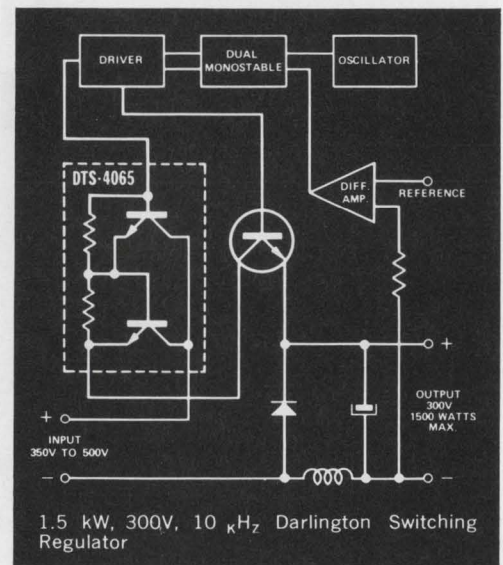 DRIVER
DUAL
MONOSTABLE
OSCILLATOR
DTS-4065
DIFF.
AMP.
REFERENCE
+
+
INPUT
350V TO 500V
OUTPUT
300V
1500 WATTS
MAX.
−
−
1.5 kW, 300V, 10 KHZ Darlington Switching
Regulator